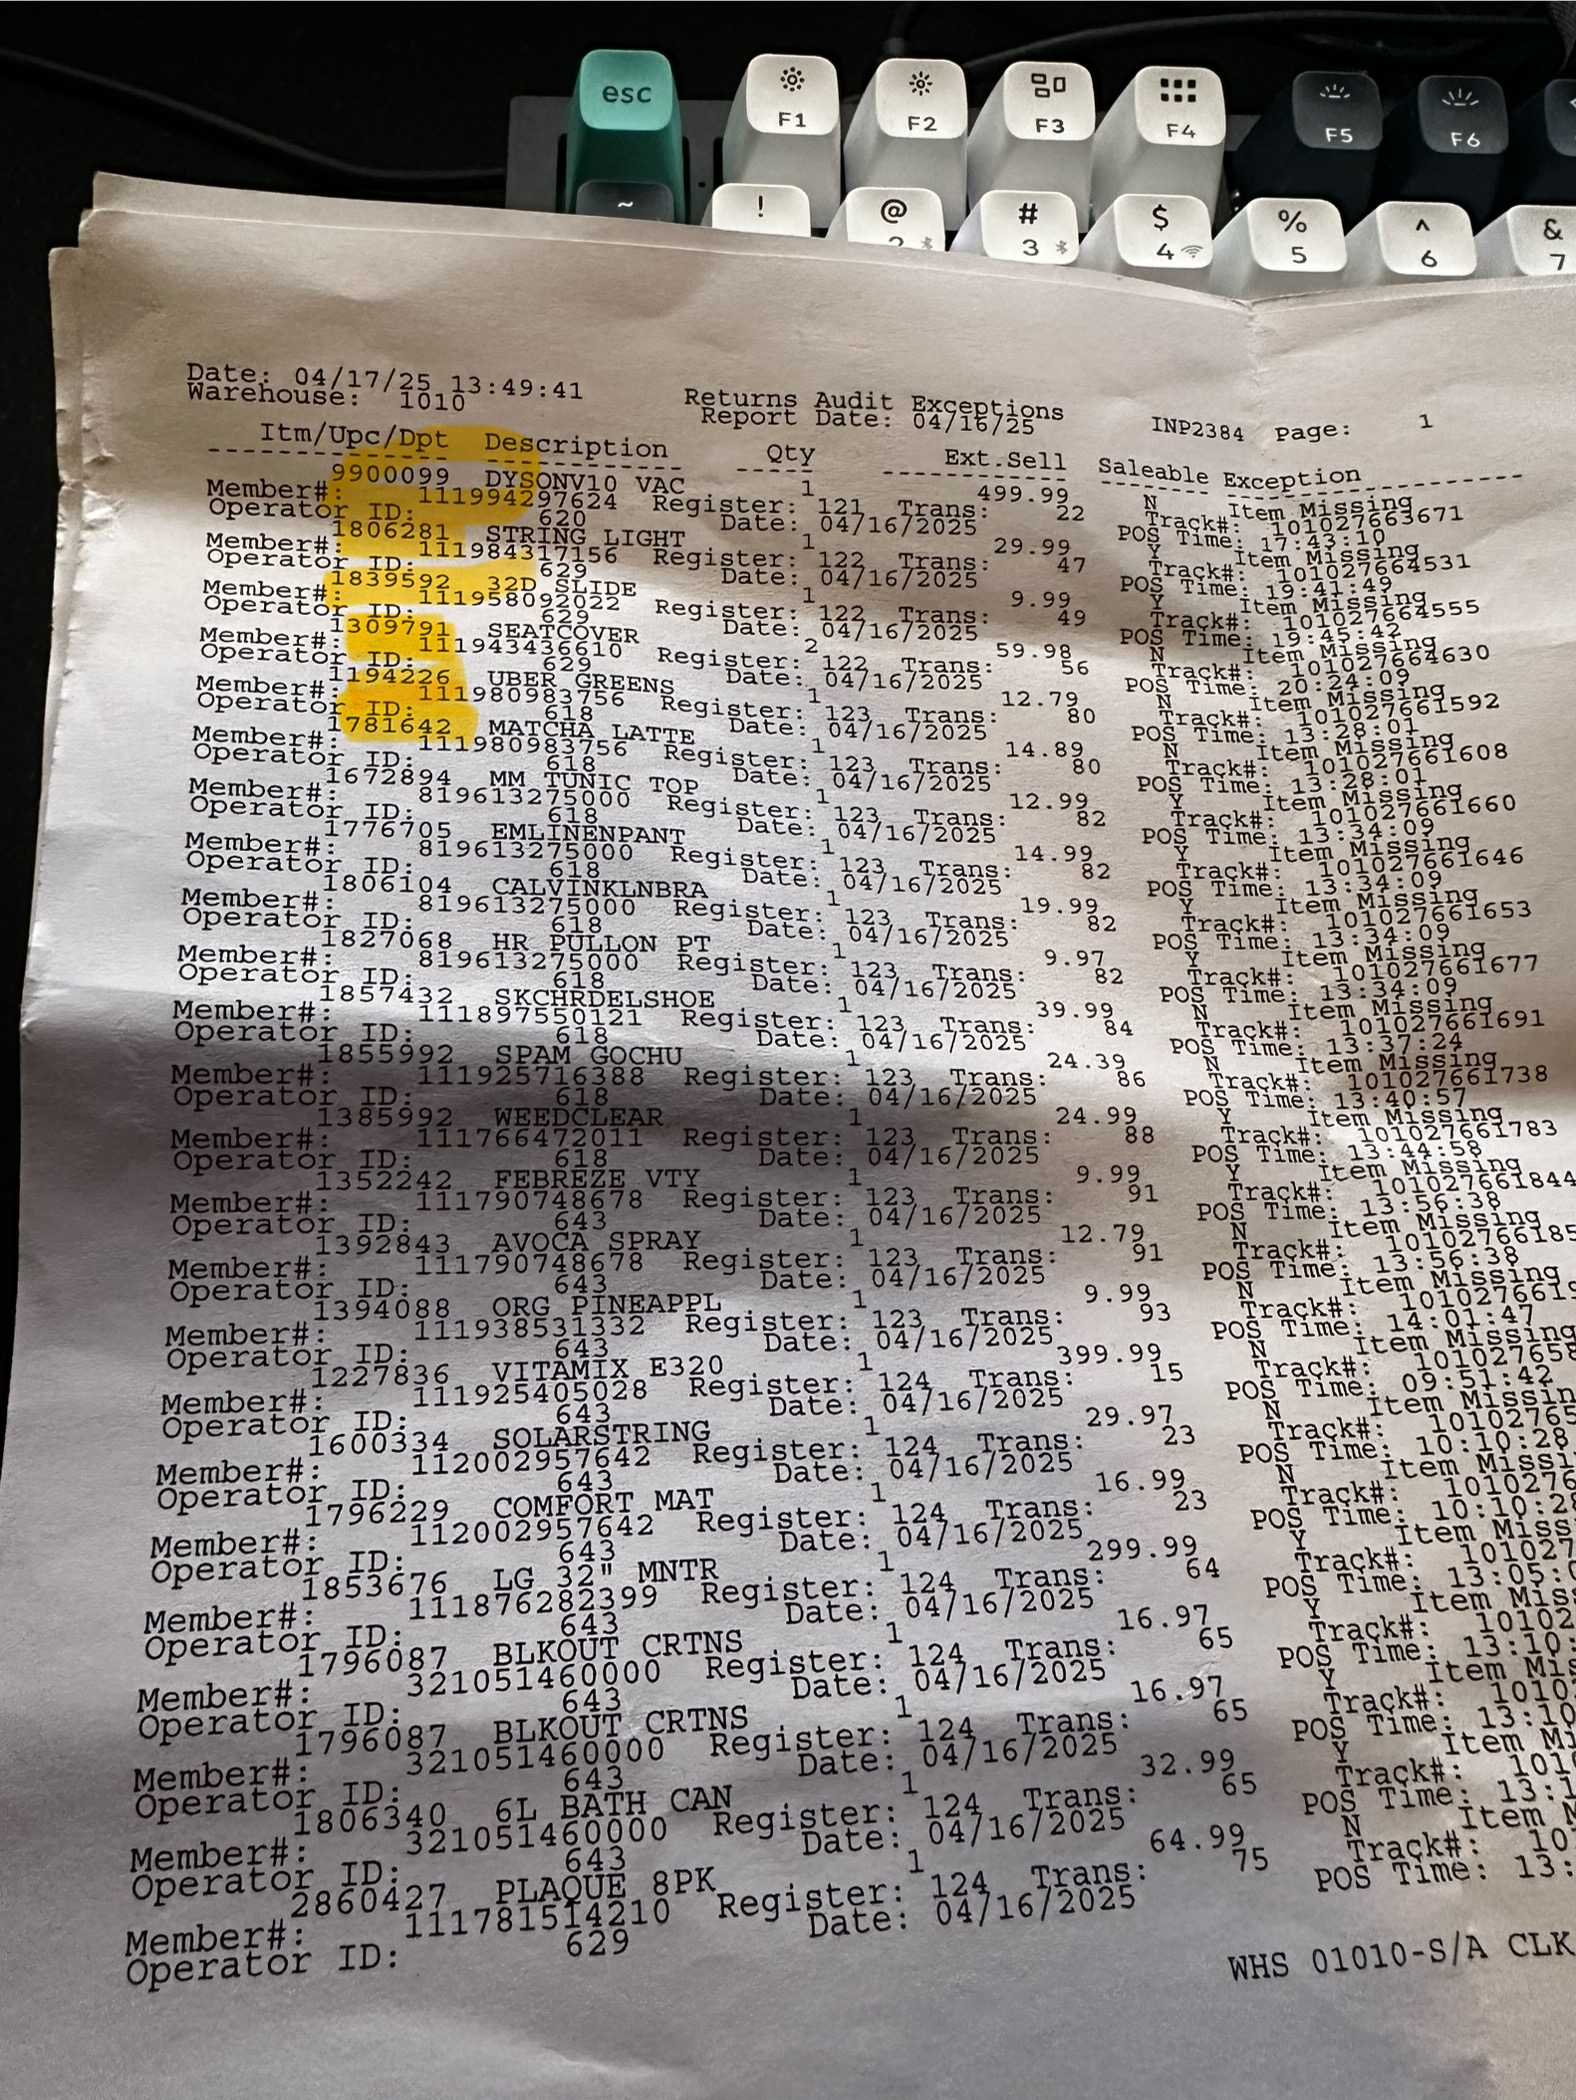 esc
F1
F2
F3
F4
F5
F6
~
!
@
2
#
3
$
4
%
5
^
6
&
7
Date: 04/17/25 13:49:41
Warehouse: 1010
Returns Audit Exceptions
Report Date: 04/16/25
INP2384 Page: 1
Itm/Upc/Dpt Description Qty Ext.Sell Saleable Exception
9900099 DYSONV10 VAC 1 499.99 N Item Missing
Member#: 111994297624 Register: 121 Trans: 22 Track#: 101027663671
Operator ID: 620 Date: 04/16/2025 POS Time: 17:43:10
1806281 STRING LIGHT 1 29.99 Y Item Missing
Member#: 111984317156 Register: 122 Trans: 47 Track#: 101027664531
Operator ID: 629 Date: 04/16/2025 POS Time: 19:41:49
1839592 32D SLIDE 1 9.99 Y Item Missing
Member#: 111958092022 Register: 122 Trans: 49 Track#: 101027664555
Operator ID: 629 Date: 04/16/2025 POS Time: 19:45:42
1309791 SEATCOVER 2 59.98 N Item Missing
Member#: 111943436610 Register: 122 Trans: 56 Track#: 101027664630
Operator ID: 629 Date: 04/16/2025 POS Time: 20:24:09
1194226 UBER GREENS 1 12.79 N Item Missing
Member#: 111980983756 Register: 123 Trans: 80 Track#: 101027661592
Operator ID: 618 Date: 04/16/2025 POS Time: 13:28:01
1781642 MATCHA LATTE 1 14.89 N Item Missing
Member#: 111980983756 Register: 123 Trans: 80 Track#: 101027661608
Operator ID: 618 Date: 04/16/2025 POS Time: 13:28:01
1672894 MM TUNIC TOP 1 12.99 Y Item Missing
Member#: 819613275000 Register: 123 Trans: 82 Track#: 101027661660
Operator ID: 618 Date: 04/16/2025 POS Time: 13:34:09
1776705 EMLINENPANT 1 14.99 Y Item Missing
Member#: 819613275000 Register: 123 Trans: 82 Track#: 101027661646
Operator ID: 618 Date: 04/16/2025 POS Time: 13:34:09
1806104 CALVINKLNBRA 1 19.99 Y Item Missing
Member#: 819613275000 Register: 123 Trans: 82 Track#: 101027661653
Operator ID: 618 Date: 04/16/2025 POS Time: 13:34:09
1827068 HR PULLON PT 1 9.97 Y Item Missing
Member#: 819613275000 Register: 123 Trans: 82 Track#: 101027661677
Operator ID: 618 Date: 04/16/2025 POS Time: 13:34:09
1857432 SKCHRDELSHOE 1 39.99 N Item Missing
Member#: 111897550121 Register: 123 Trans: 84 Track#: 101027661691
Operator ID: 618 Date: 04/16/2025 POS Time: 13:37:24
1855992 SPAM GOCHU 1 24.39 N Item Missing
Member#: 111925716388 Register: 123 Trans: 86 Track#: 101027661738
Operator ID: 618 Date: 04/16/2025 POS Time: 13:40:57
1385992 WEEDCLEAR 1 24.99 Y Item Missing
Member#: 111766472011 Register: 123 Trans: 88 Track#: 101027661783
Operator ID: 618 Date: 04/16/2025 POS Time: 13:44:58
1352242 FEBREZE VTY 1 9.99 Y Item Missing
Member#: 111790748678 Register: 123 Trans: 91 Track#: 101027661844
Operator ID: 643 Date: 04/16/2025 POS Time: 13:56:38
1392843 AVOCA SPRAY 1 12.79 N Item Missing
Member#: 111790748678 Register: 123 Trans: 91 Track#: 10102766185
Operator ID: 643 Date: 04/16/2025 POS Time: 13:56:38
1394088 ORG PINEAPPL 1 9.99 N Item Missing
Member#: 111938531332 Register: 123 Trans: 93 Track#: 1010276619
Operator ID: 643 Date: 04/16/2025 POS Time: 14:01:47
1227836 VITAMIX E320 1 399.99 N Item Missing
Member#: 111925405028 Register: 124 Trans: 15 Track#: 101027658
Operator ID: 643 Date: 04/16/2025 POS Time: 09:51:42
1600334 SOLARSTRING 1 29.97 N Item Missin
Member#: 112002957642 Register: 124 Trans: 23 Track#: 10102765
Operator ID: 643 Date: 04/16/2025 POS Time: 10:10:28
1796229 COMFORT MAT 1 16.99 N Item Missi
Member#: 112002957642 Register: 124 Trans: 23 Track#: 1010276
Operator ID: 643 Date: 04/16/2025 POS Time: 10:10:28
1853676 LG 32" MNTR 1 299.99 Y Item Miss
Member#: 111876282399 Register: 124 Trans: 64 Track#: 101027
Operator ID: 643 Date: 04/16/2025 POS Time: 13:05:0
1796087 BLKOUT CRTNS 1 16.97 Y Item Mis
Member#: 321051460000 Register: 124 Trans: 65 Track#: 10102
Operator ID: 643 Date: 04/16/2025 POS Time: 13:10:
1796087 BLKOUT CRTNS 1 16.97 Y Item Mis
Member#: 321051460000 Register: 124 Trans: 65 Track#: 1010
Operator ID: 643 Date: 04/16/2025 POS Time: 13:10
1806340 6L BATH CAN 1 32.99 Y Item Mi
Member#: 321051460000 Register: 124 Trans: 65 Track#: 101
Operator ID: 643 Date: 04/16/2025 POS Time: 13:1
2860427 PLAQUE 8PK 1 64.99 N Item M
Member#: 111781514210 Register: 124 Trans: 75 Track#: 10
Operator ID: 629 Date: 04/16/2025 POS Time: 13:
WHS 01010-S/A CLK